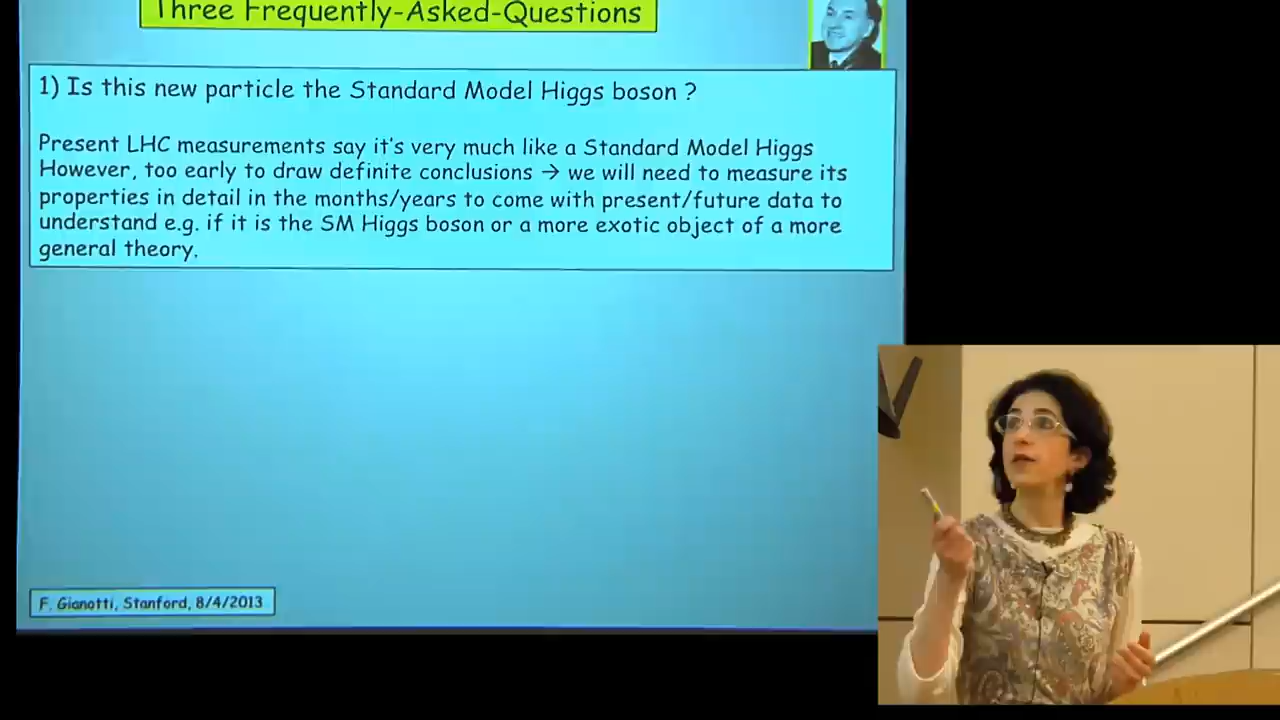 Three Frequently-Asked-Questions
1) Is this new particle the Standard Model Higgs boson ?
Present LHC measurements say it's very much like a Standard Model Higgs
However, too early to draw definite conclusions → we will need to measure its
properties in detail in the months/years to come with present/future data to
understand e.g. if it is the SM Higgs boson or a more exotic object of a more
general theory.
F. Gianotti, Stanford, 8/4/2013